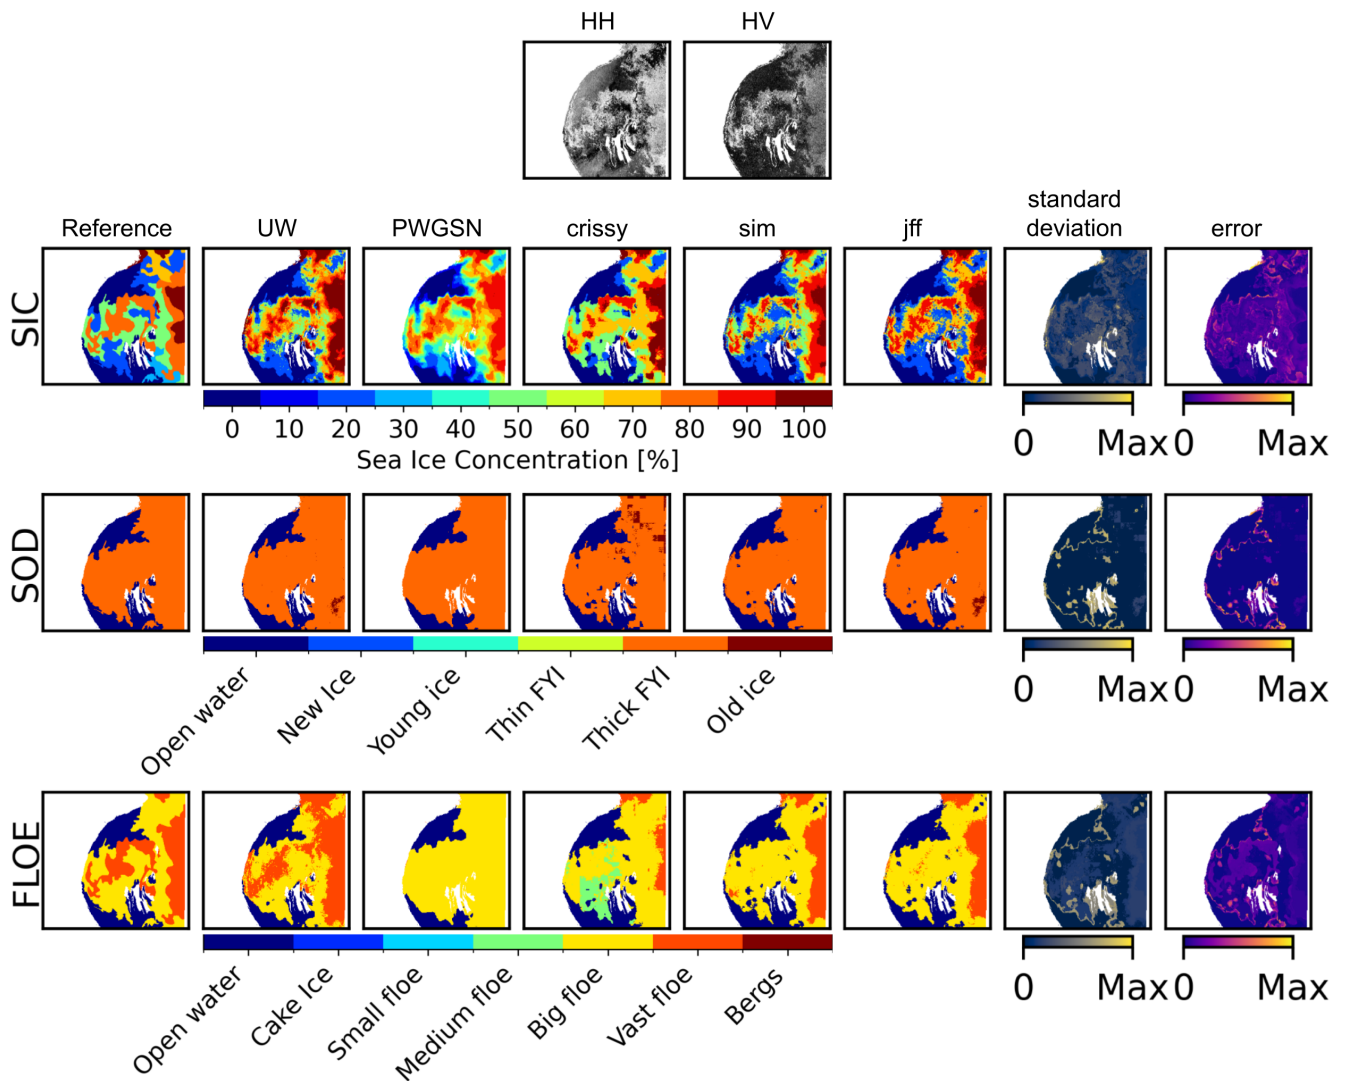 HH HV
standard
Reference UW PWGSN crissy sim jff deviation error
SIC
0 10 20 30 40 50 60 70 80 90 100
0 Max 0 Max
Sea Ice Concentration [%]
SOD
0 Max 0 Max
Open water New Ice Young ice Thin FYI Thick FYI Old ice
FLOE
0 Max 0 Max
Open water Cake Ice Small floe Medium floe Big floe Vast floe Bergs